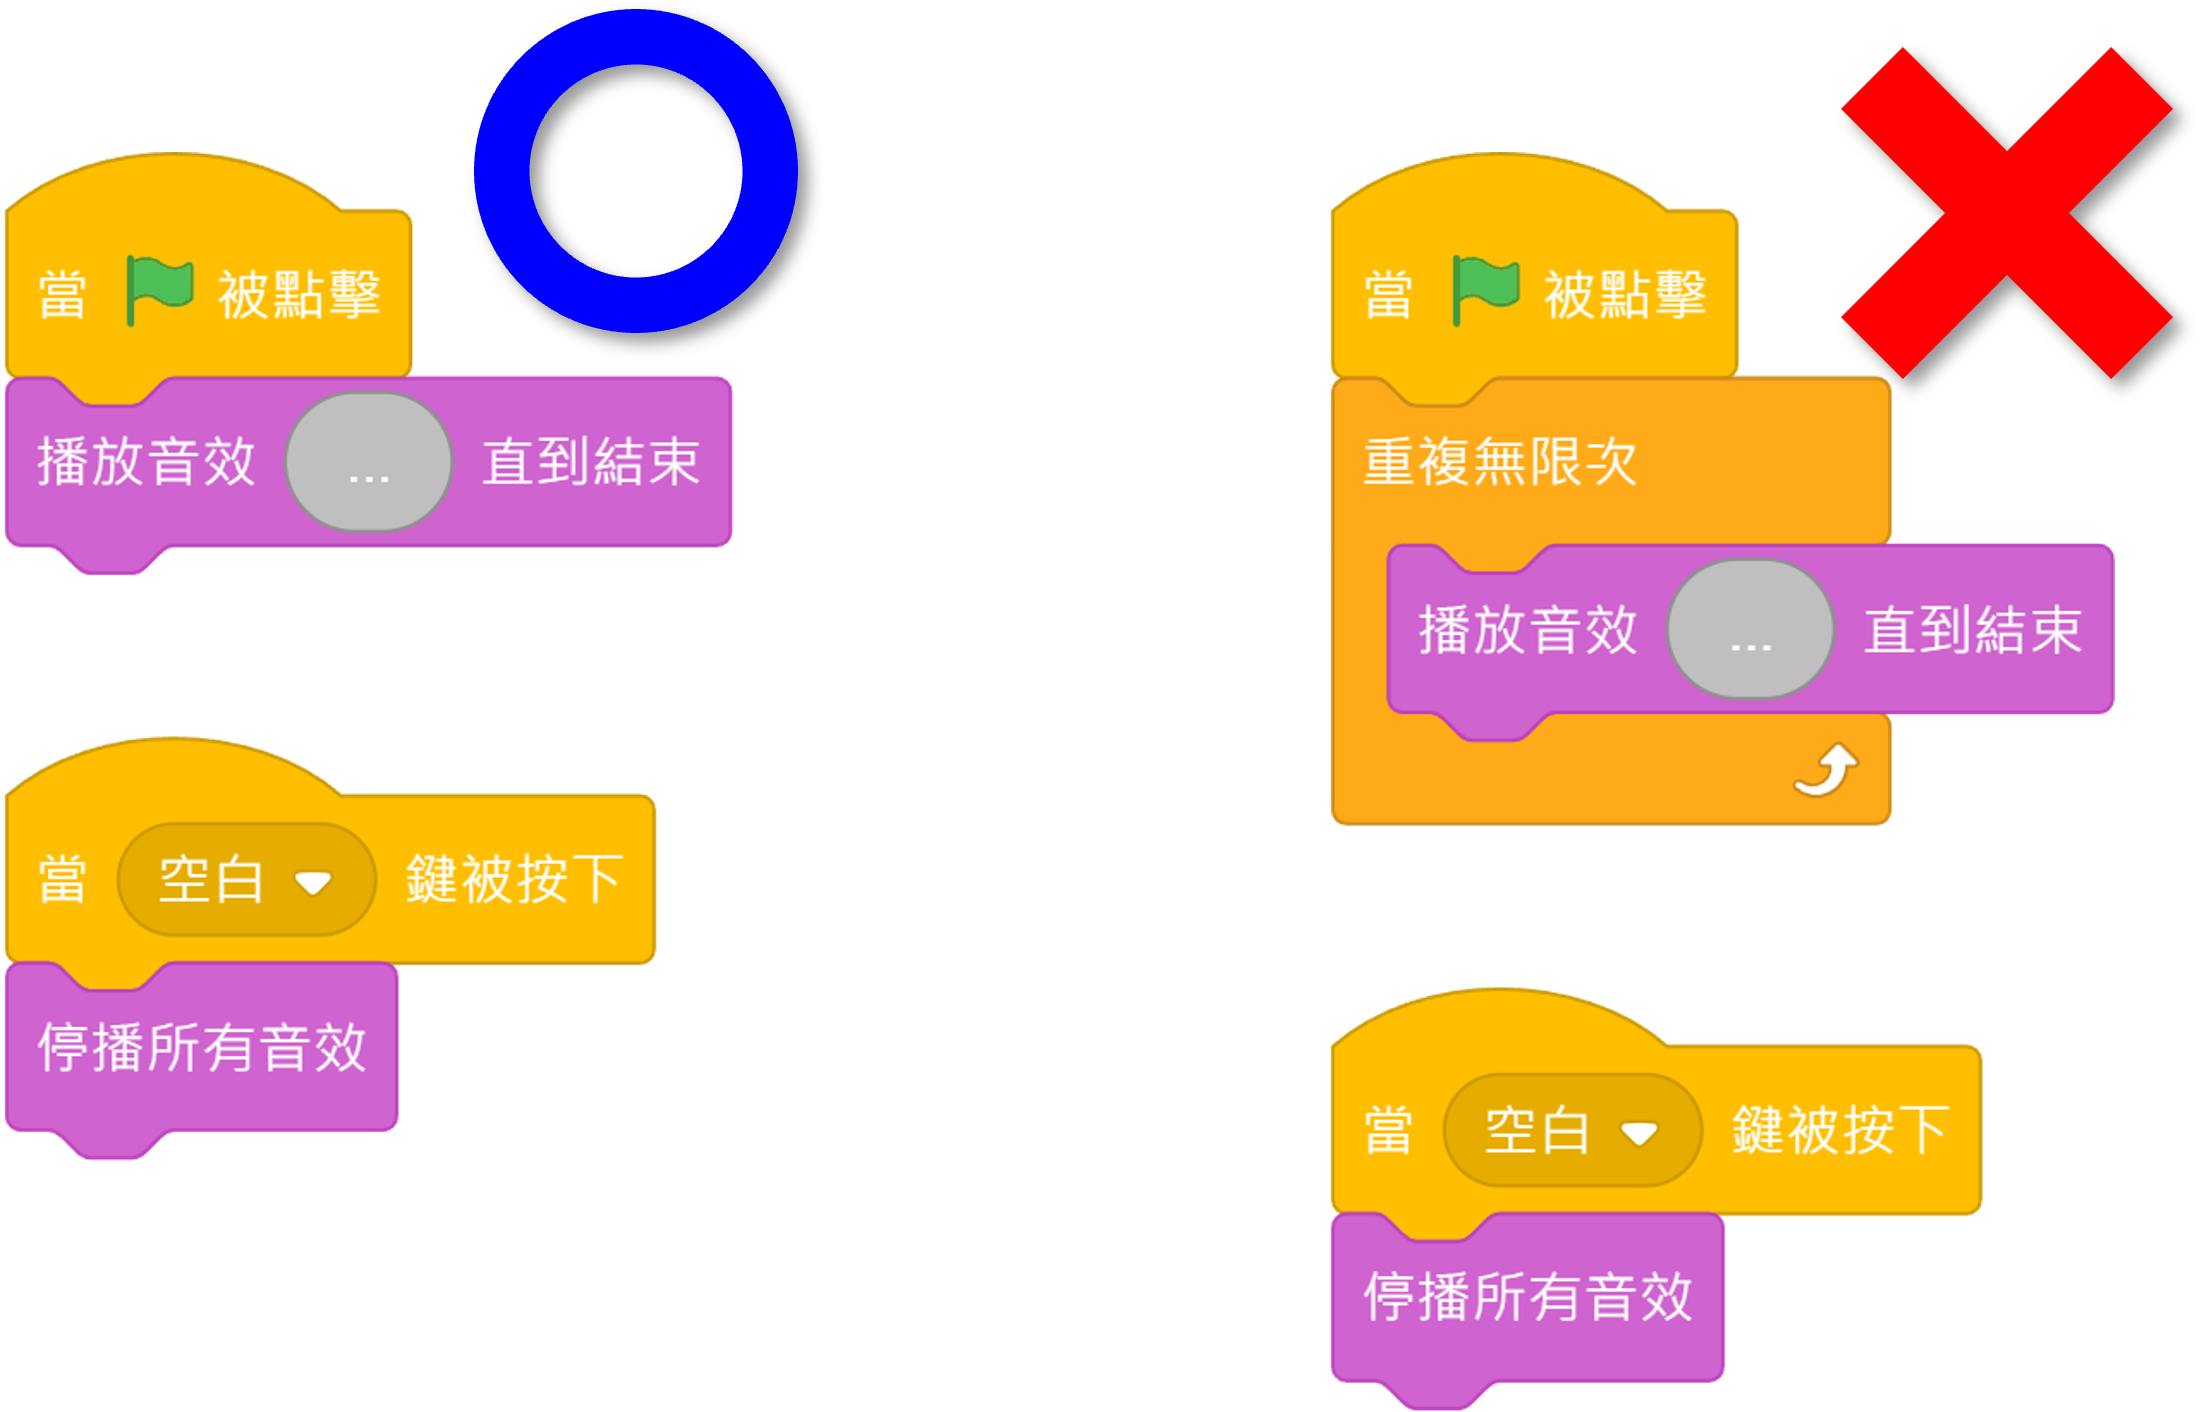 當 被點擊
播放音效 ... 直到結束
當 空白 鍵被按下
停播所有音效
當 被點擊
重複無限次
播放音效 ... 直到結束
當 空白 鍵被按下
停播所有音效